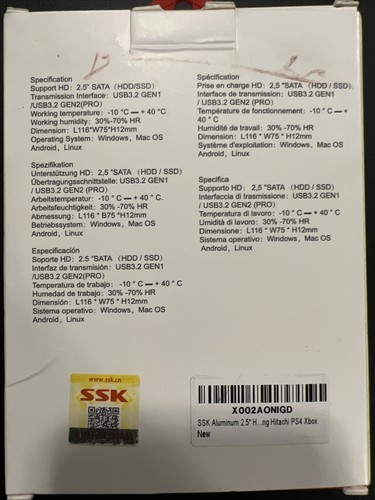 Specification
Support HD: 2.5" SATA (HDD/SSD)
Transmission Interface: USB3.2 GEN1
/USB3.2 GEN2(PRO)
Working temperature: -10 °C — + 40 °C
Working humidity: 30%-70% HR
Dimension: L116*W75*H12mm
Operating System: Windows, Mac OS
Android, Linux
Spezifikation
Unterstützung HD: 2,5 "SATA (HDD / SSD)
Übertragungsschnittstelle: USB3.2 GEN1
/ USB3.2 GEN2 (PRO)
Arbeitstemperatur: -10 ° C — + 40 ° C.
Arbeitsfeuchtigkeit: 30% -70% HR
Abmessung: L116 * B75 *H12mm
Betriebssystem: Windows, Mac OS
Android, Linux
Especificación
Soporte HD: 2.5 "SATA (HDD / SSD)
Interfaz de transmisión: USB3.2 GEN1
/USB3.2 GEN2(PRO)
Temperatura de trabajo: -10 ° C — + 40 ° C
Humedad de trabajo: 30% -70% HR
Dimensión: L116 * W75 * H12mm
Sistema operativo: Windows, Mac OS
Android, Linux
Spécification
Prise en charge HD: 2,5 "SATA (HDD / SSD)
Interface de transmission: USB3.2 GEN1
/ USB3.2 GEN2 (PRO)
Température de fonctionnement: -10 °C — +
40 ° C
Humidité de travail: 30% -70% HR
Dimension: L116 * W75 * H12mm
Système d'exploitation: Windows, Mac OS
Android, Linux
Specifica
Supporto HD: 2,5 "SATA (HDD / SSD)
Interfaccia di trasmissione: USB3.2 GEN1
/ USB3.2 GEN2(PRO)
Temperatura di lavoro: -10 ° C — + 40 ° C
Umidità di lavoro: 30% -70% HR
Dimensione: L116 * W75 * H12mm
Sistema operativo: Windows, Mac OS
Android, Linux
www.ssk.cn
SSK
X002AONIGD
SSK Aluminum 2.5" H...ng Hitachi PS4 Xbox
New